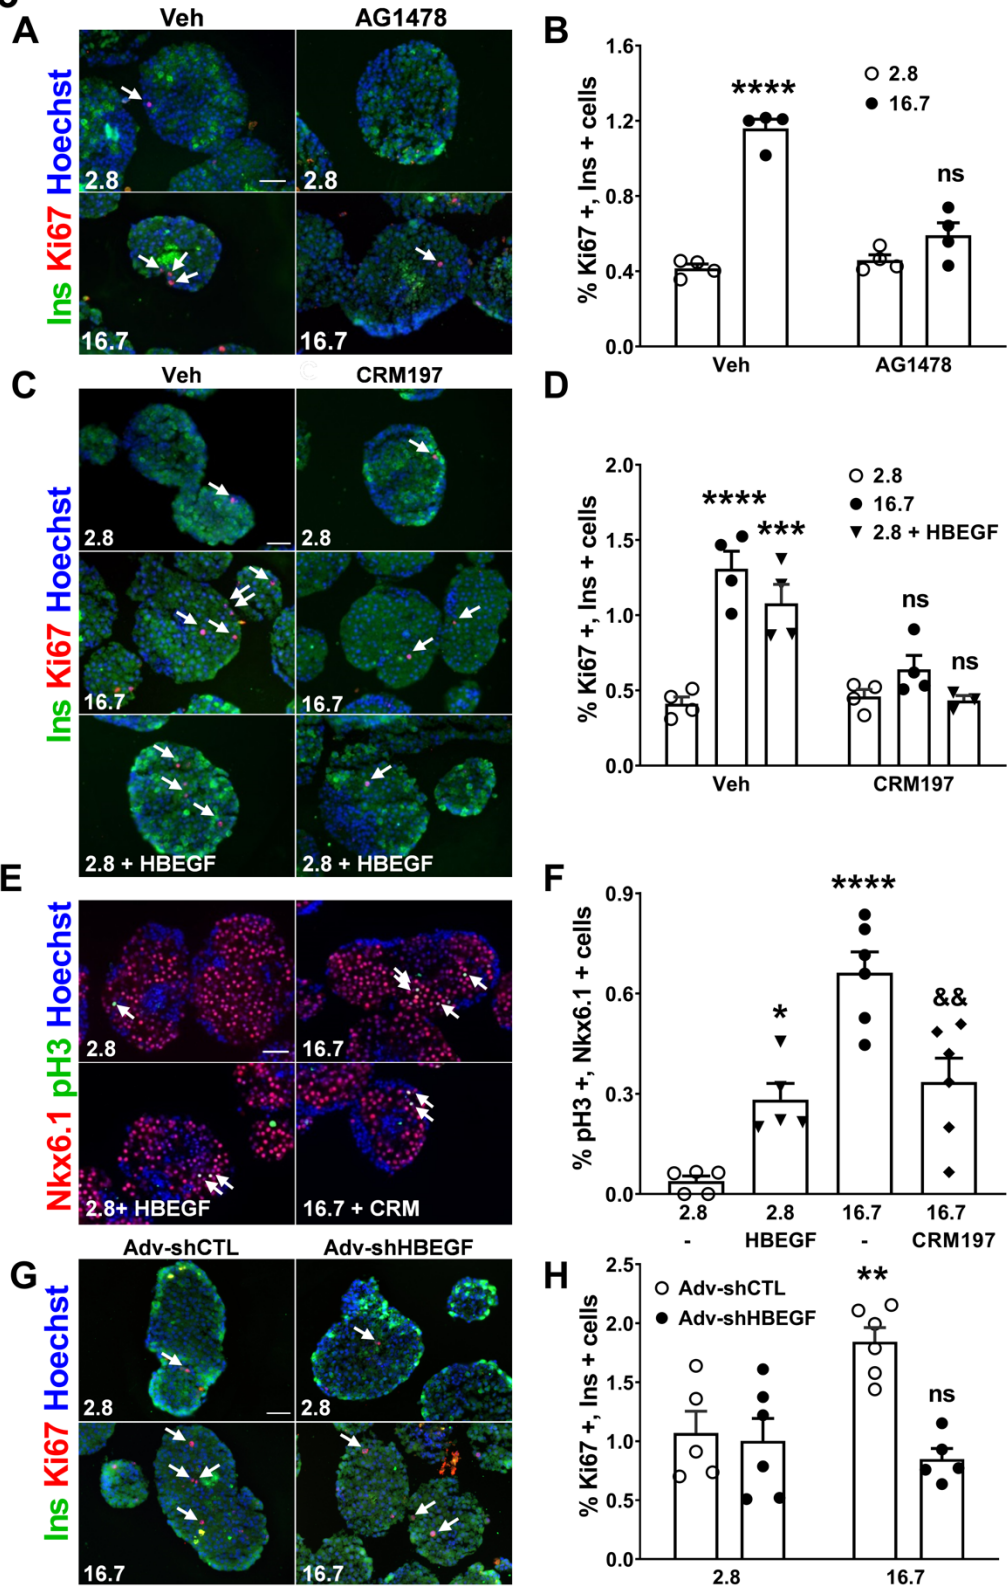 A
Veh
AG1478
Ins Ki67 Hoechst
2.8
2.8
16.7
16.7
B
% Ki67 +, Ins + cells
1.6
1.2
0.8
0.4
0.0
2.8
16.7
****
ns
Veh
AG1478
C
Veh
CRM197
Ins Ki67 Hoechst
2.8
2.8
16.7
16.7
2.8 + HBEGF
2.8 + HBEGF
D
% Ki67 +, Ins + cells
2.0
1.5
1.0
0.5
0.0
2.8
16.7
2.8 + HBEGF
****
***
ns
ns
Veh
CRM197
E
Nkx6.1 pH3 Hoechst
2.8
16.7
2.8+ HBEGF
16.7 + CRM
F
% pH3 +, Nkx6.1 + cells
0.9
0.6
0.3
0.0
*
****
&&
2.8 2.8 16.7 16.7
- HBEGF - CRM197
G
Adv-shCTL
Adv-shHBEGF
Ins Ki67 Hoechst
2.8
2.8
16.7
16.7
H
% Ki67 +, Ins + cells
2.5
2.0
1.5
1.0
0.5
0.0
Adv-shCTL
Adv-shHBEGF
**
ns
2.8
16.7